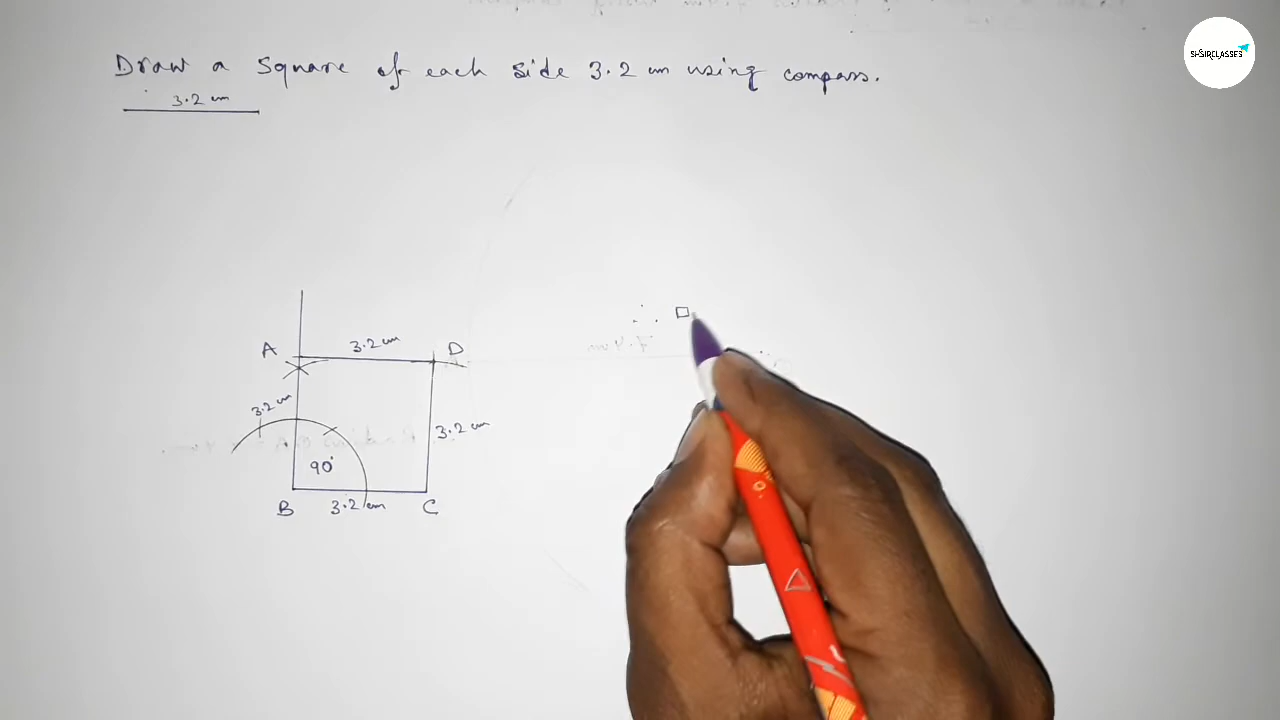 SHSIRCLASSES
Draw a square of each side 3.2 cm using compass.
3.2 cm
A 3.2 cm D
3.2 cm
3.2 cm
90°
B 3.2 cm C
∴ □